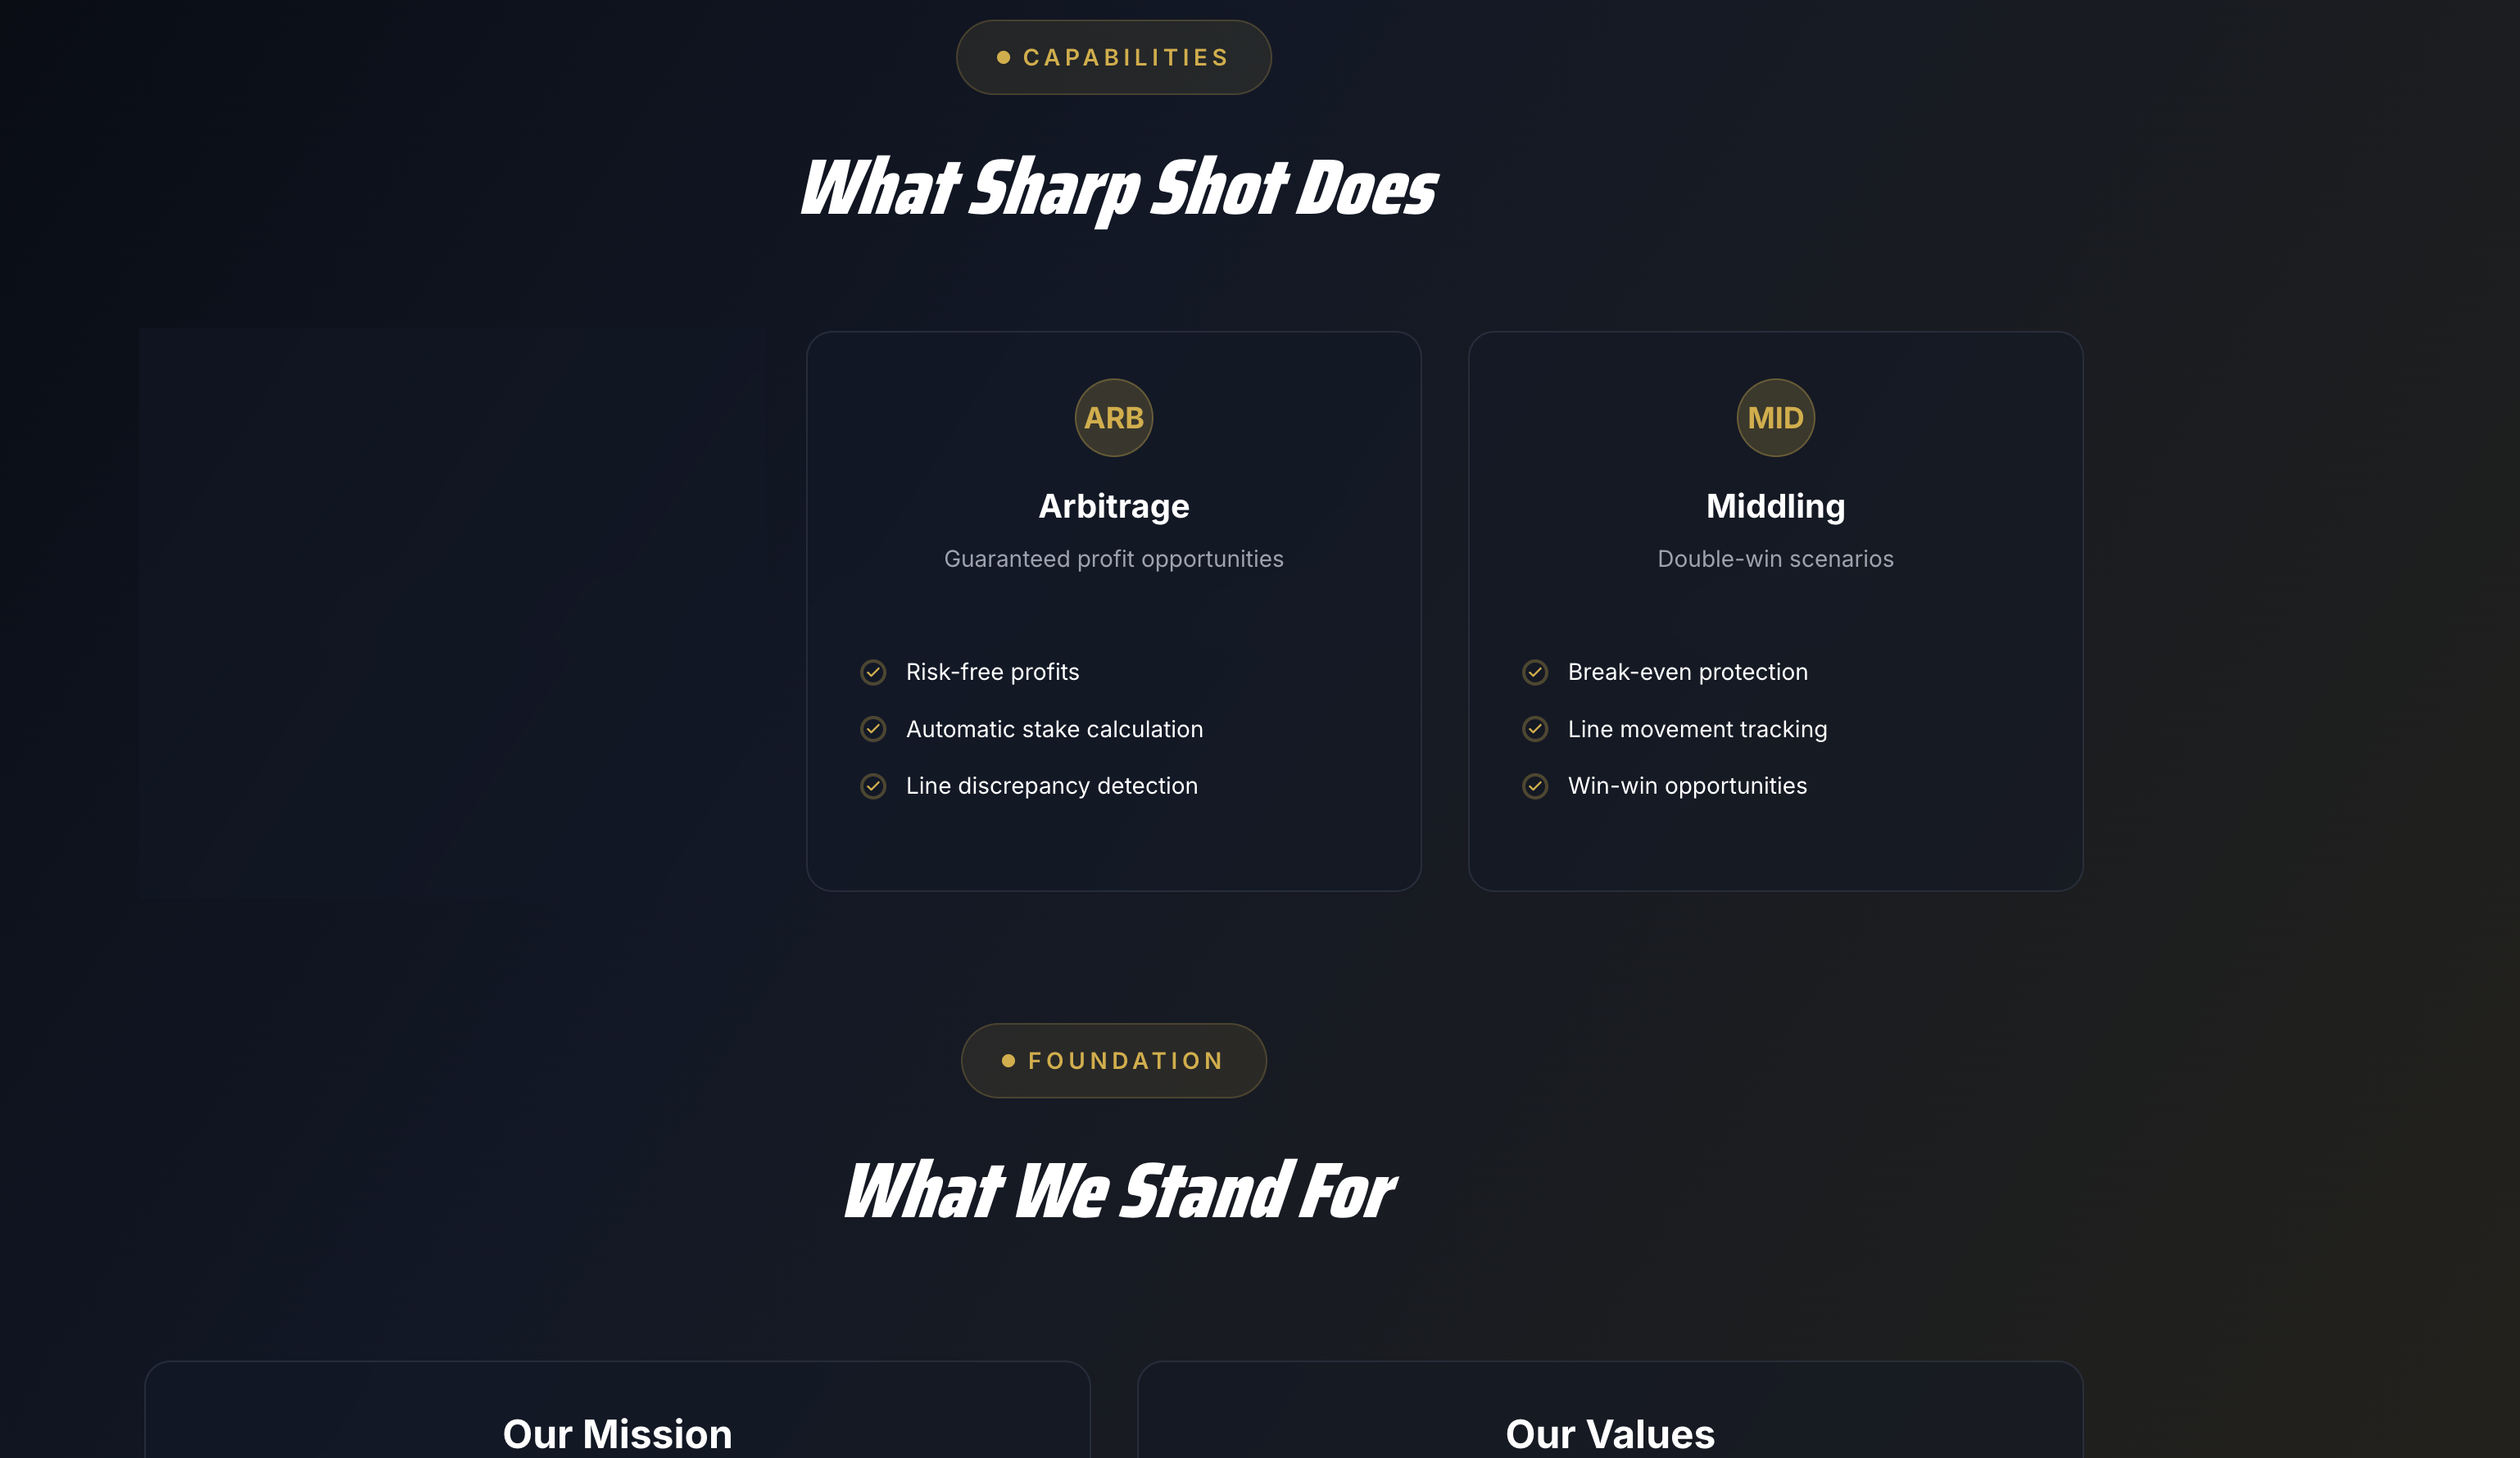 CAPABILITIES
What Sharp Shot Does
ARB
Arbitrage
Guaranteed profit opportunities
Risk-free profits
Automatic stake calculation
Line discrepancy detection
MID
Middling
Double-win scenarios
Break-even protection
Line movement tracking
Win-win opportunities
FOUNDATION
What We Stand For
Our Mission
Our Values